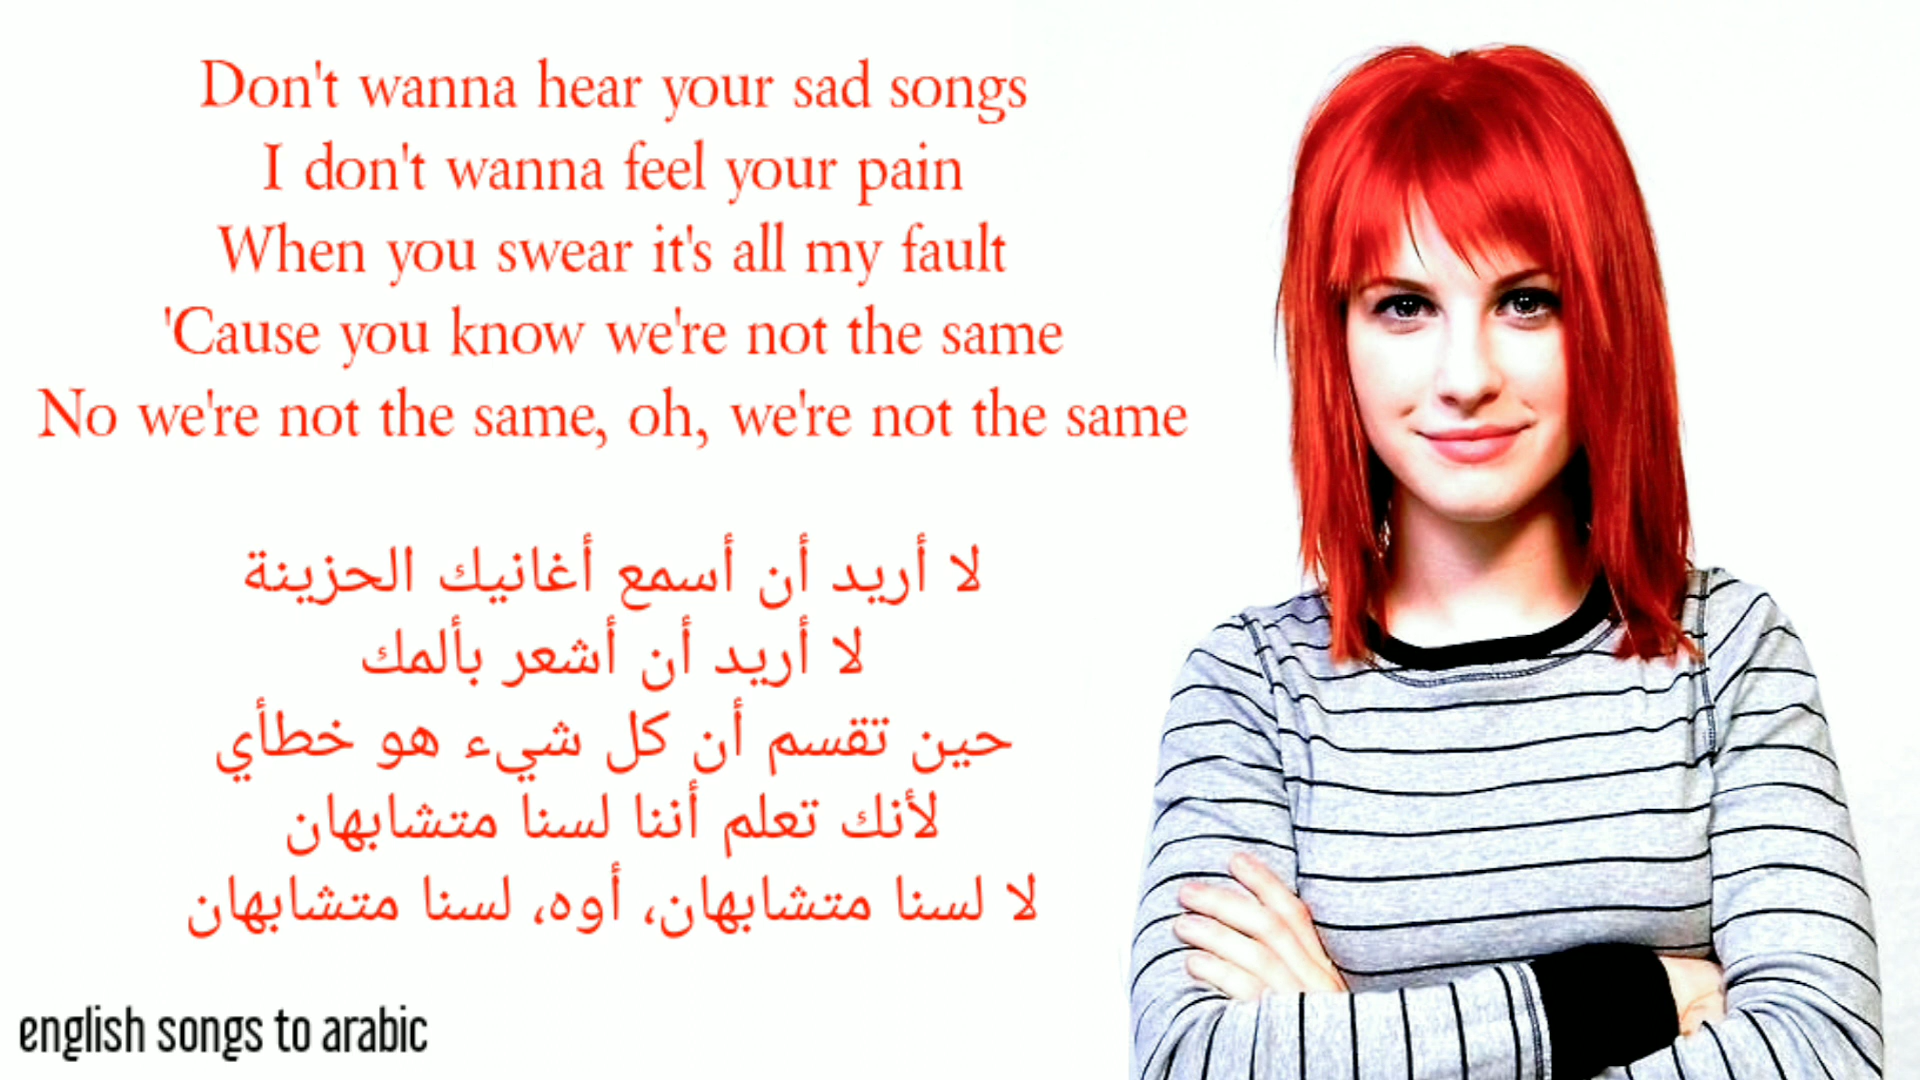 Don't wanna hear your sad songs
I don't wanna feel your pain
When you swear it's all my fault
'Cause you know we're not the same
No we're not the same, oh, we're not the same
لا أريد أن أسمع أغانيك الحزينة
لا أريد أن أشعر بألمك
حين تقسم أن كل شيء هو خطأي
لأنك تعلم أننا لسنا متشابهان
لا لسنا متشابهان، أوه، لسنا متشابهان
english songs to arabic